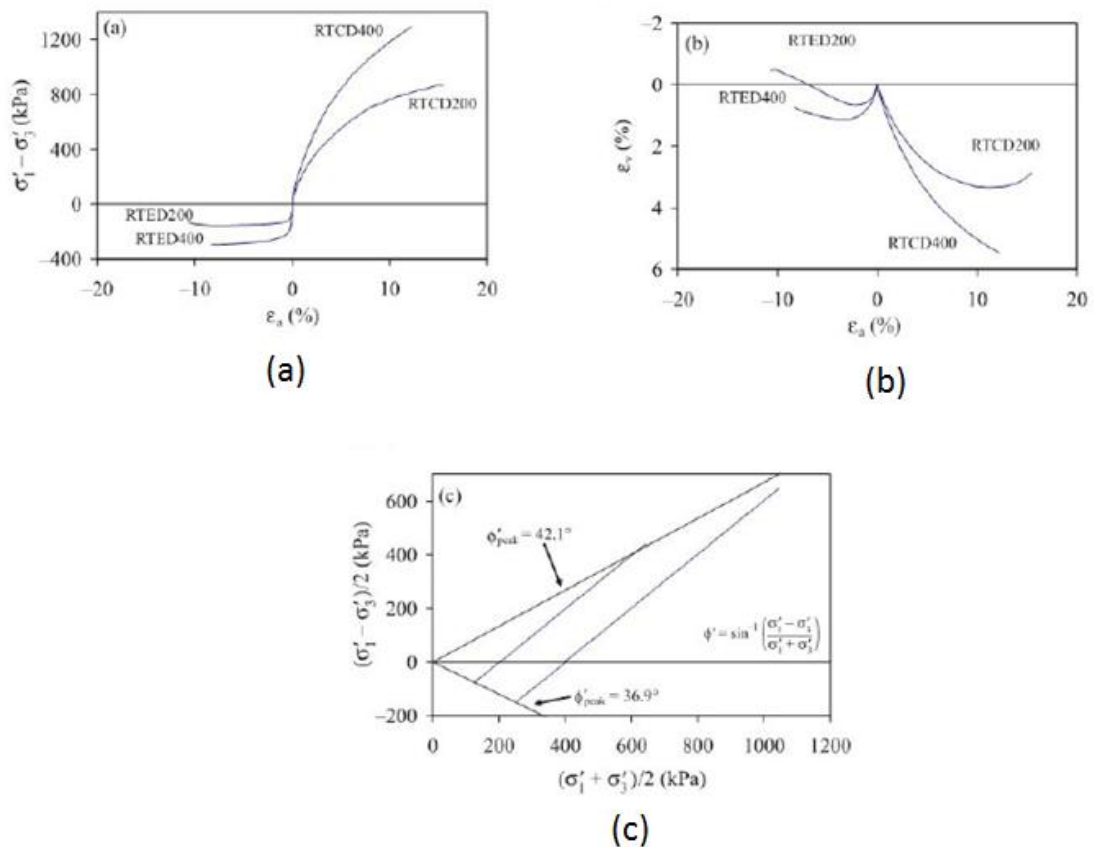 (a)
1200
800
400
0
−400
σ′₁ − σ′₃ (kPa)
RTCD400
RTCD200
RTED200
RTED400
−20
−10
0
10
20
εₐ (%)
(a)
(b)
−2
0
2
4
6
εᵥ (%)
RTED200
RTED400
RTCD200
RTCD400
−20
−10
0
10
20
εₐ (%)
(b)
(c)
600
400
200
0
−200
(σ′₁ − σ′₃)/2 (kPa)
ϕ′peak = 42.1°
ϕ′ = sin⁻¹((σ′₁ − σ′₃)/(σ′₁ + σ′₃))
ϕ′peak = 36.9°
0
200
400
600
800
1000
1200
(σ′₁ + σ′₃)/2 (kPa)
(c)